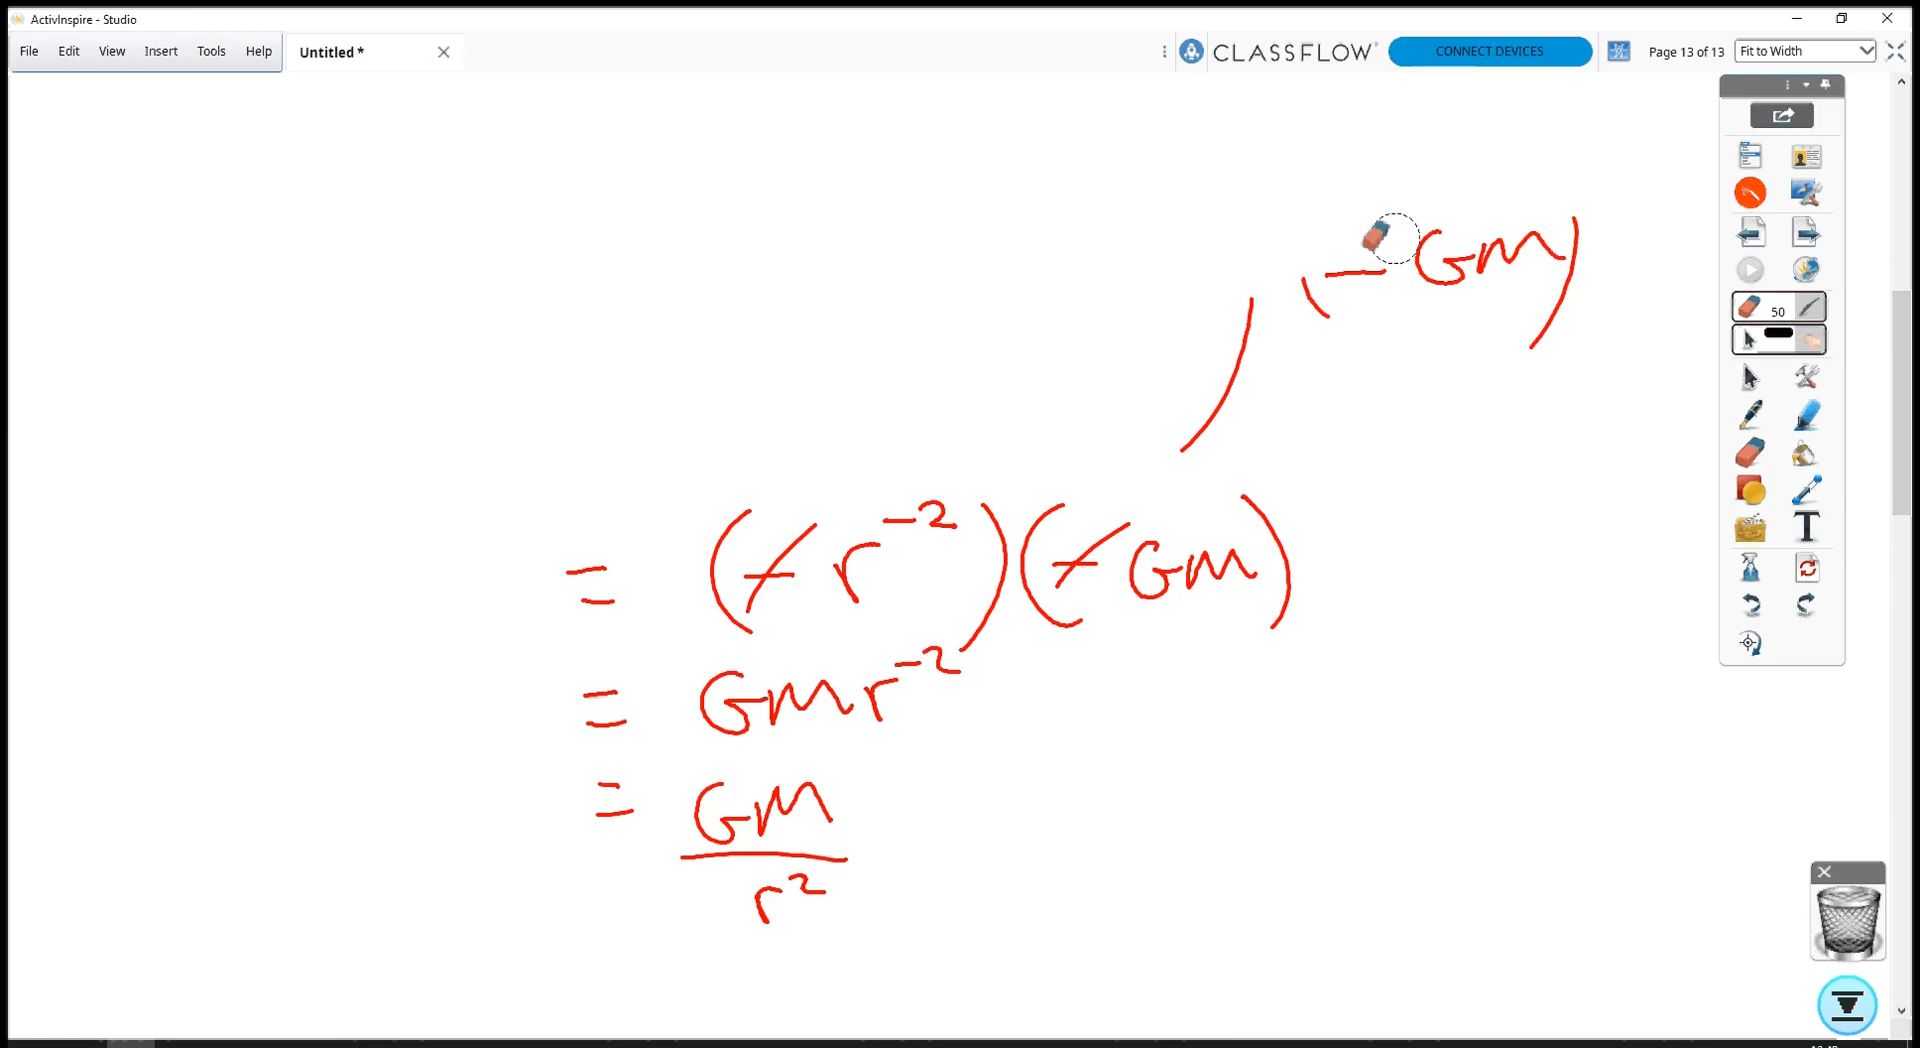 ActivInspire - Studio
File Edit View Insert Tools Help Untitled * CLASSFLOW CONNECT DEVICES Page 13 of 13 Fit to Width
(-GM)
)
50
= (-r⁻²)(-GM)
= GMr⁻²
= GM
r²